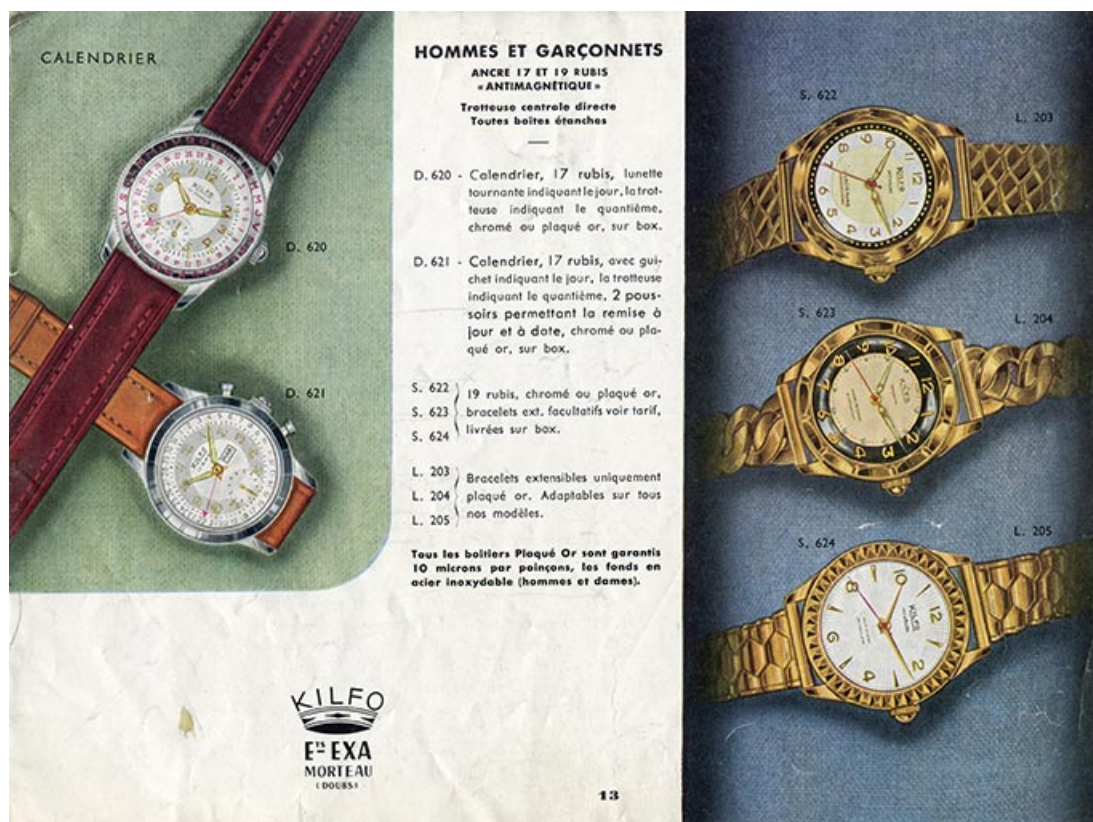 CALENDRIER
D. 620
D. 621
HOMMES ET GARÇONNETS
ANCRE 17 ET 19 RUBIS
« ANTIMAGNÉTIQUE »
Trotteuse centrale directe
Toutes boîtes étanches
D. 620 - Calendrier, 17 rubis, lunette
tournante indiquant le jour, la trot-
teuse indiquant le quantième,
chromé ou plaqué or, sur box.
D. 621 - Calendrier, 17 rubis, avec gui-
chet indiquant le jour, la trotteuse
indiquant le quantième, 2 pous-
soirs permettant la remise à
jour et à date, chromé ou pla-
qué or, sur box.
S. 622
S. 623
S. 624
19 rubis, chromé ou plaqué or,
bracelets ext. facultatifs voir tarif,
livrées sur box.
L. 203
L. 204
L. 205
Bracelets extensibles uniquement
plaqué or. Adaptables sur tous
nos modèles.
Tous les boîtiers Plaqué Or sont garantis
10 microns par poinçons, les fonds en
acier inoxydable (hommes et dames).
KILFO
Ets EXA
MORTEAU
(DOUBS)
13
S. 622
L. 203
KILFO
S. 623
L. 204
KILFO
S. 624
L. 205
KILFO